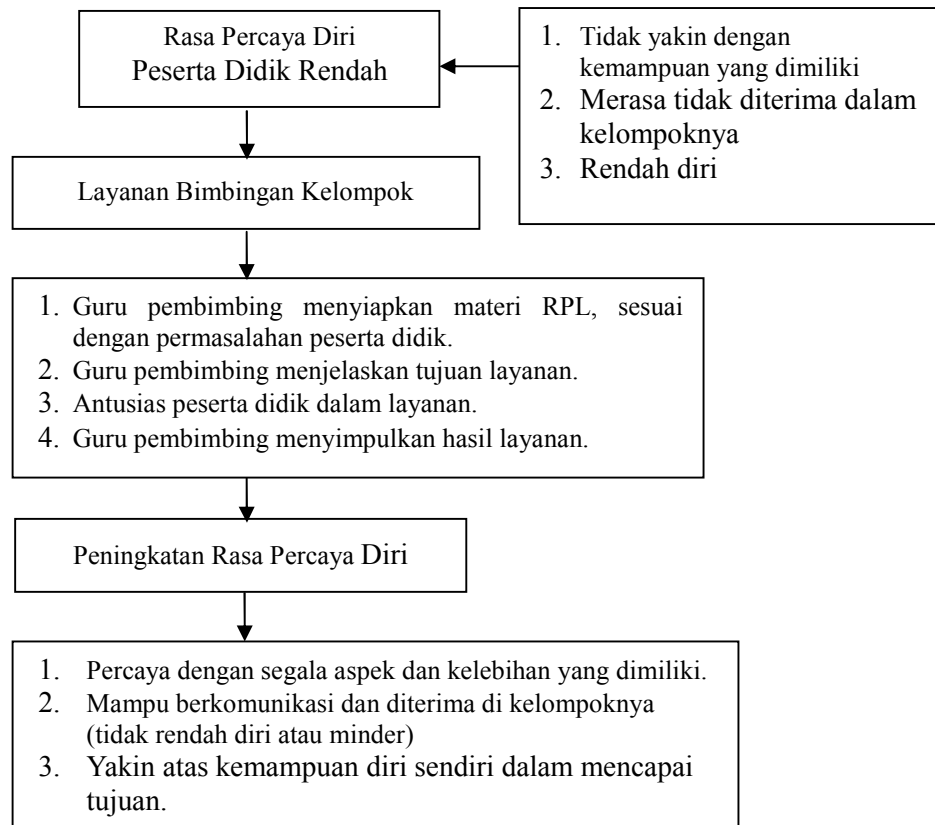 Rasa Percaya Diri
Peserta Didik Rendah
1. Tidak yakin dengan
kemampuan yang dimiliki
2. Merasa tidak diterima dalam
kelompoknya
3. Rendah diri
Layanan Bimbingan Kelompok
1. Guru pembimbing menyiapkan materi RPL, sesuai
dengan permasalahan peserta didik.
2. Guru pembimbing menjelaskan tujuan layanan.
3. Antusias peserta didik dalam layanan.
4. Guru pembimbing menyimpulkan hasil layanan.
Peningkatan Rasa Percaya Diri
1. Percaya dengan segala aspek dan kelebihan yang dimiliki.
2. Mampu berkomunikasi dan diterima di kelompoknya
(tidak rendah diri atau minder)
3. Yakin atas kemampuan diri sendiri dalam mencapai
tujuan.